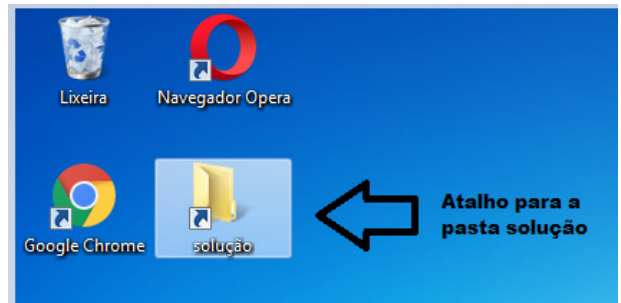 Lixeira
Navegador Opera
Google Chrome
solução
Atalho para a
pasta solução